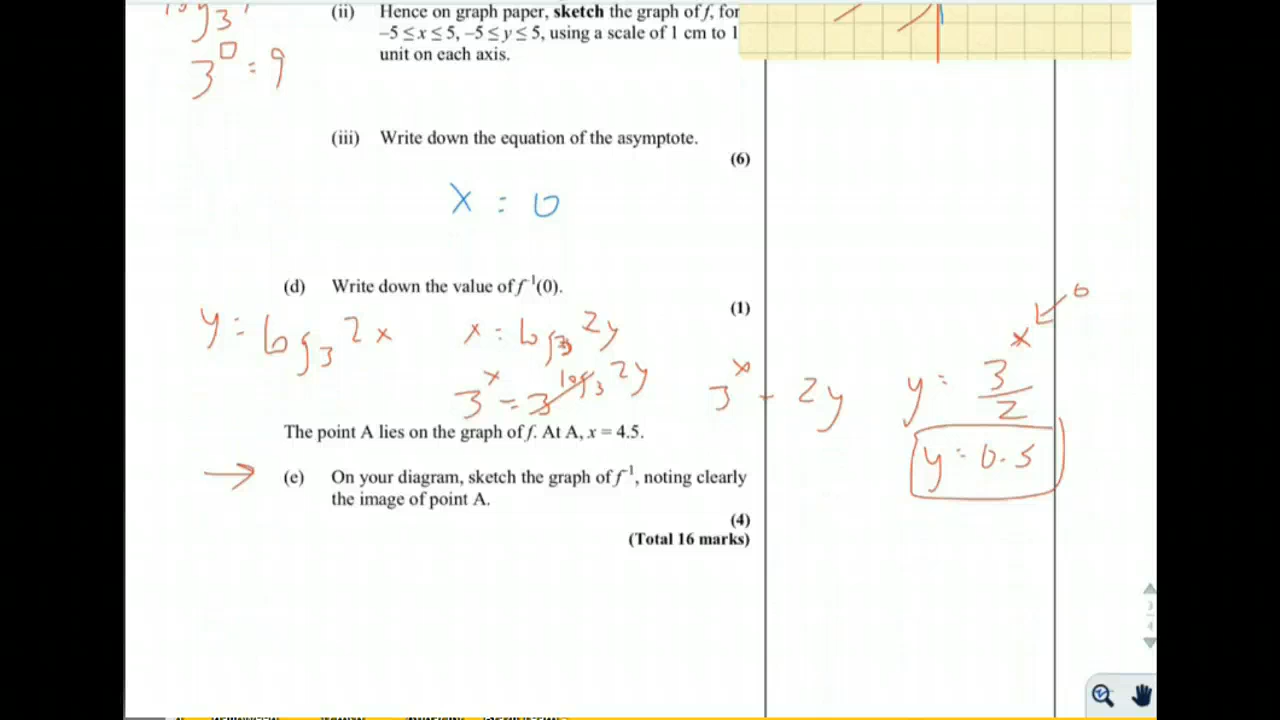 (ii) Hence on graph paper, sketch the graph of f, for
–5 ≤ x ≤ 5, –5 ≤ y ≤ 5, using a scale of 1 cm to 1
unit on each axis.
3^□ = 9
(iii) Write down the equation of the asymptote.
(6)
x = 0
(d) Write down the value of f⁻¹(0).
(1)
y = log₃ 2x x = log₃ 2y
3^x = 3^(log₃ 2y) 3^x = 2y y = 3^x/2 0
The point A lies on the graph of f. At A, x = 4.5.
y = 0.5
(e) On your diagram, sketch the graph of f⁻¹, noting clearly
the image of point A.
(4)
(Total 16 marks)